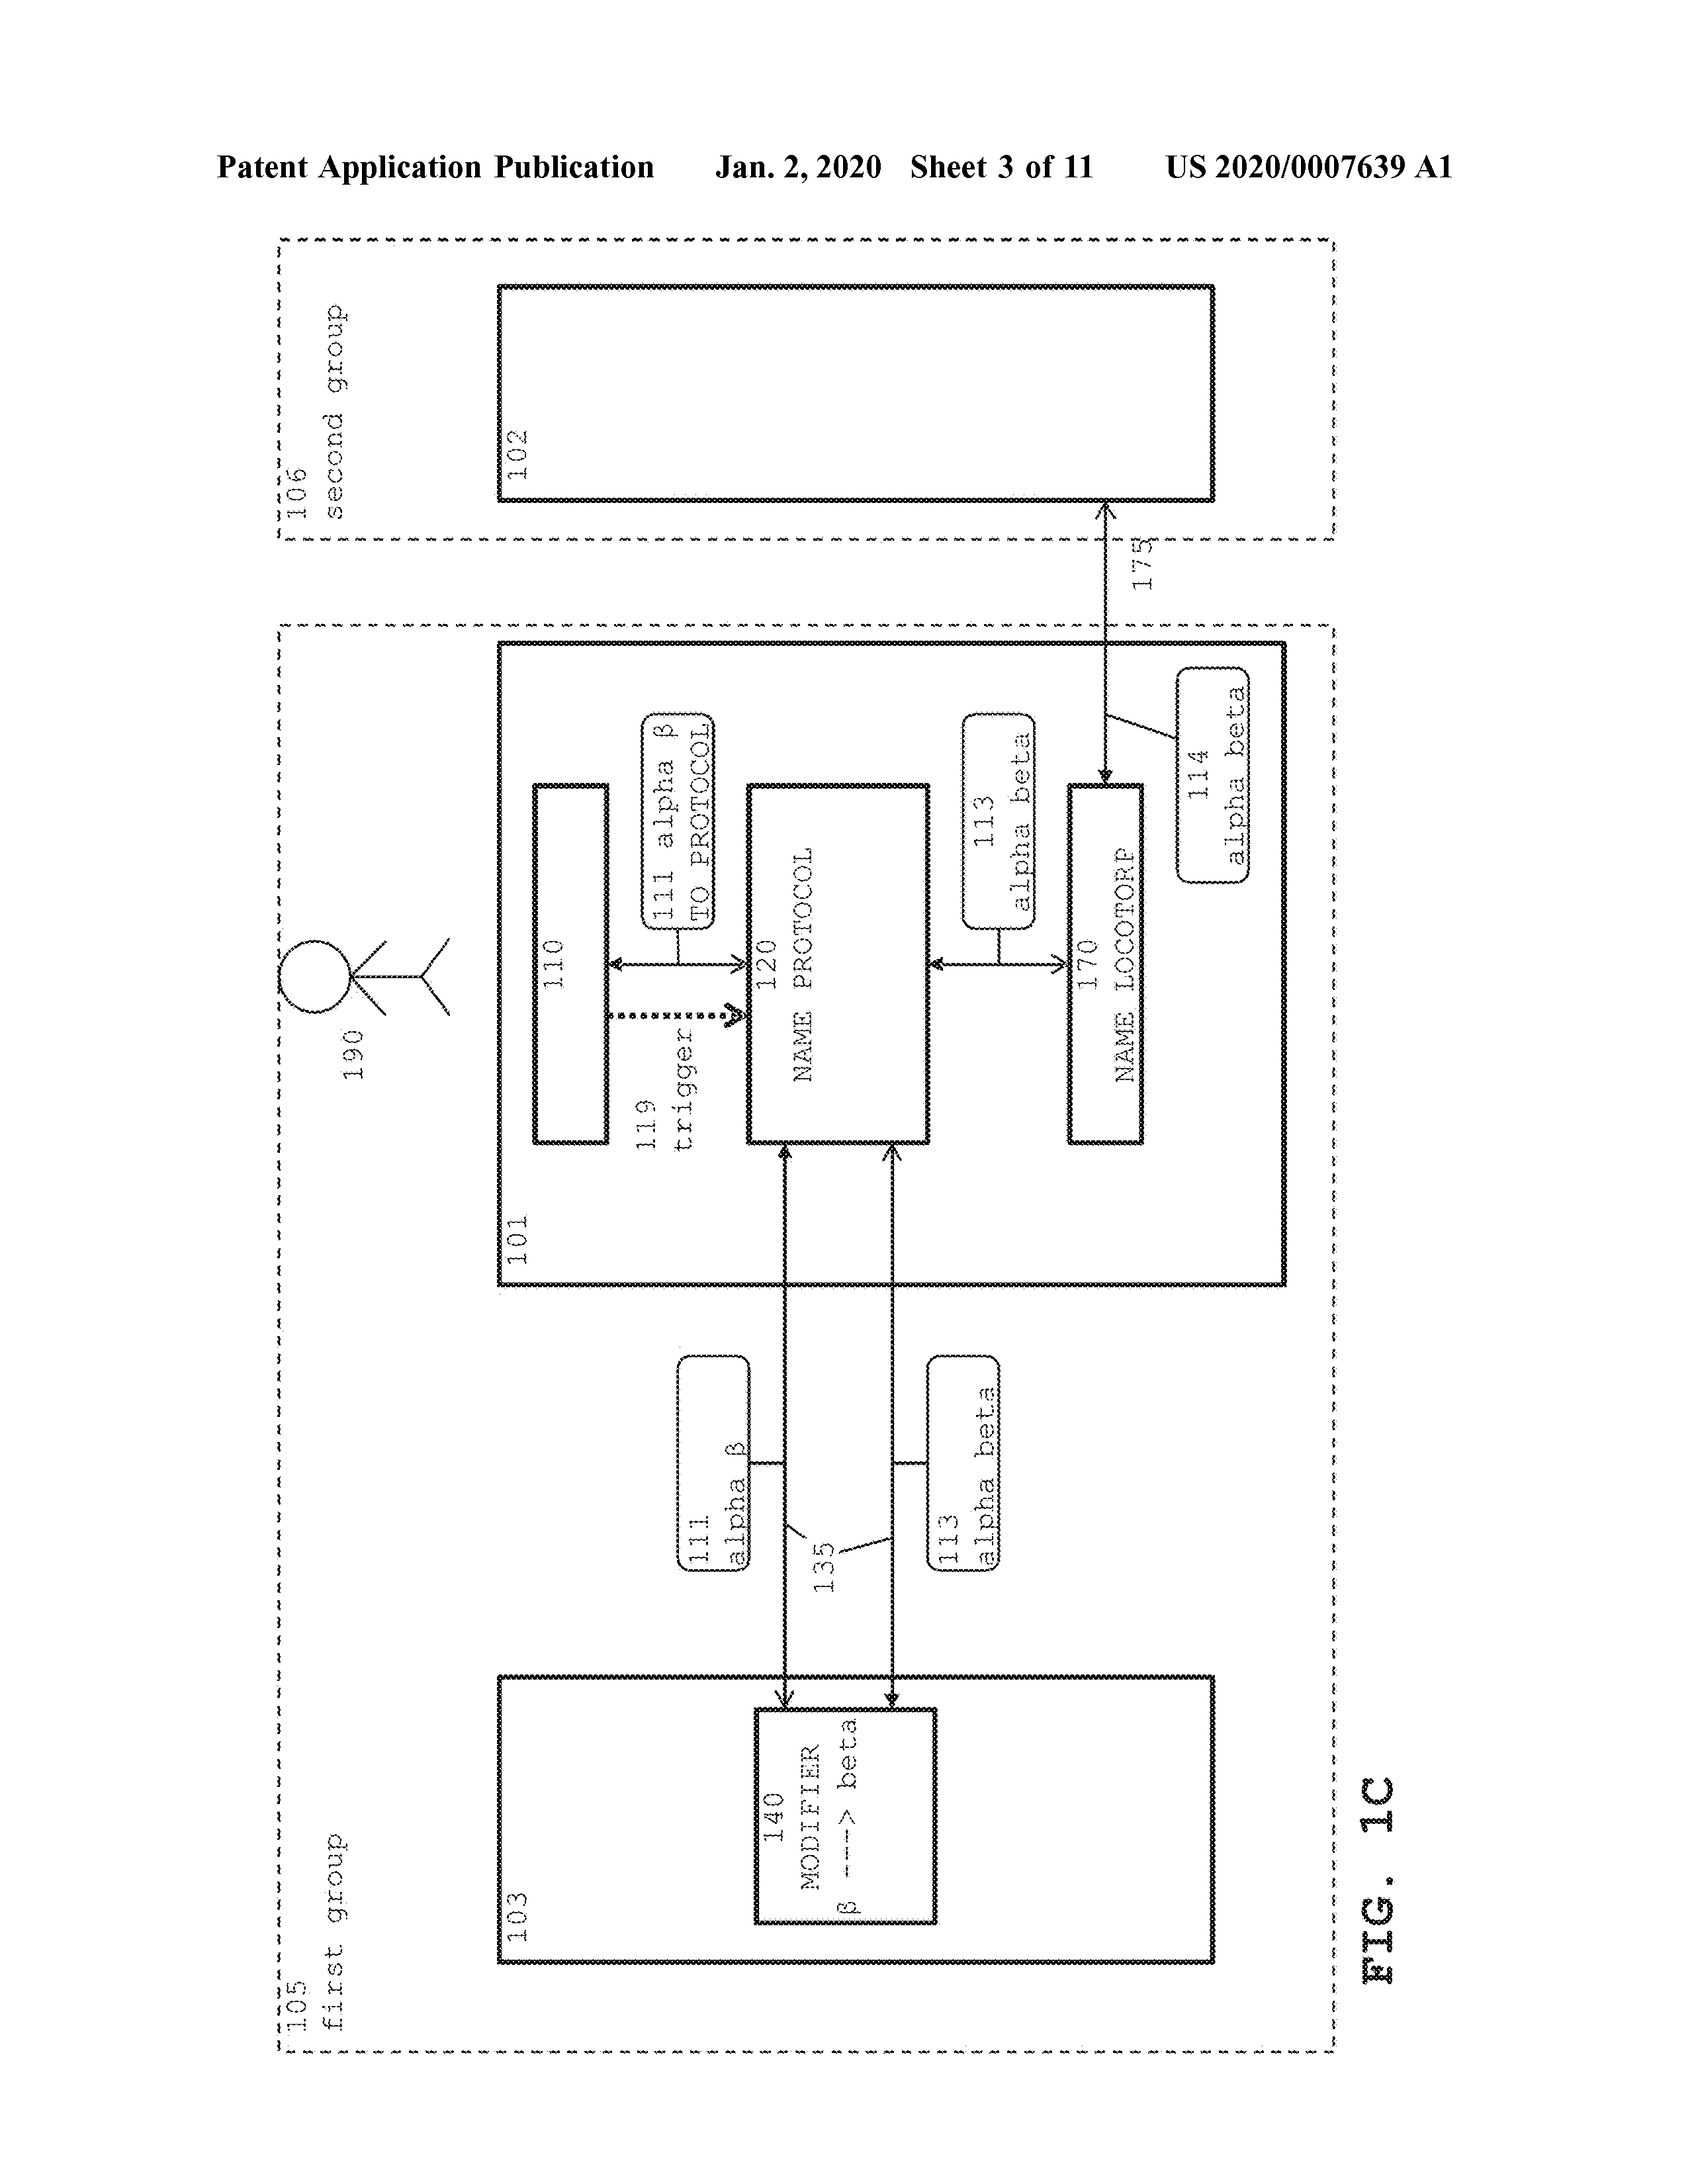 Patent Application Publication Jan. 2, 2020 Sheet 3 of 11 US 2020/0007639 A1
105
first group
106
second group
190
103
140
MODIFIER
β ---> beta
111
alpha β
135
113
alpha beta
101
110
119
trigger
111 alpha β
TO PROTOCOL
120
NAME PROTOCOL
113
alpha beta
170
NAME LOCOTORP
114
alpha beta
175
102
FIG. 1C